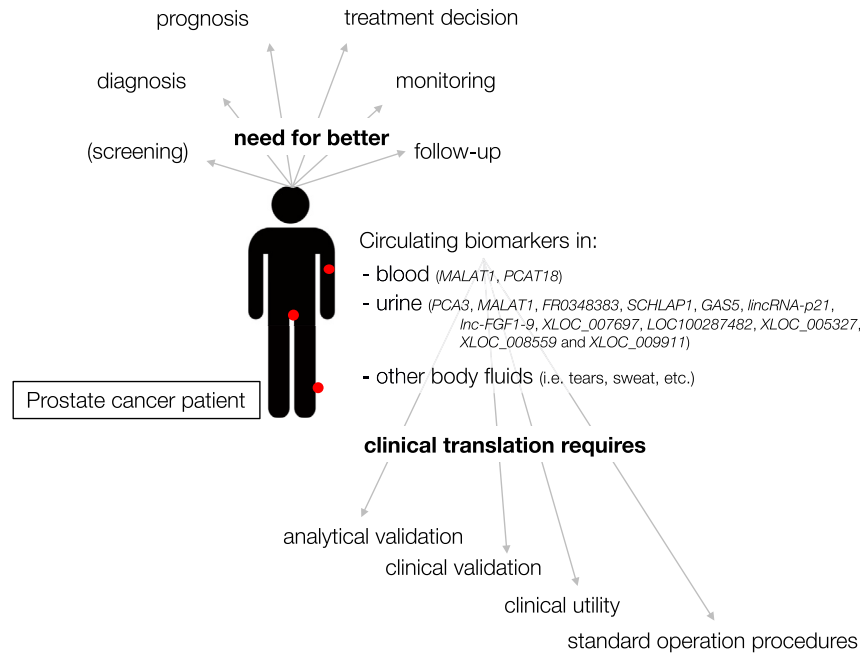 prognosis
treatment decision
diagnosis
monitoring
need for better
(screening)
follow-up
Circulating biomarkers in:
- blood (MALAT1, PCAT18)
- urine (PCA3, MALAT1, FR0348383, SCHLAP1, GAS5, lincRNA-p21,
lnc-FGF1-9, XLOC_007697, LOC100287482, XLOC_005327,
XLOC_008559 and XLOC_009911)
- other body fluids (i.e. tears, sweat, etc.)
Prostate cancer patient
clinical translation requires
analytical validation
clinical validation
clinical utility
standard operation procedures